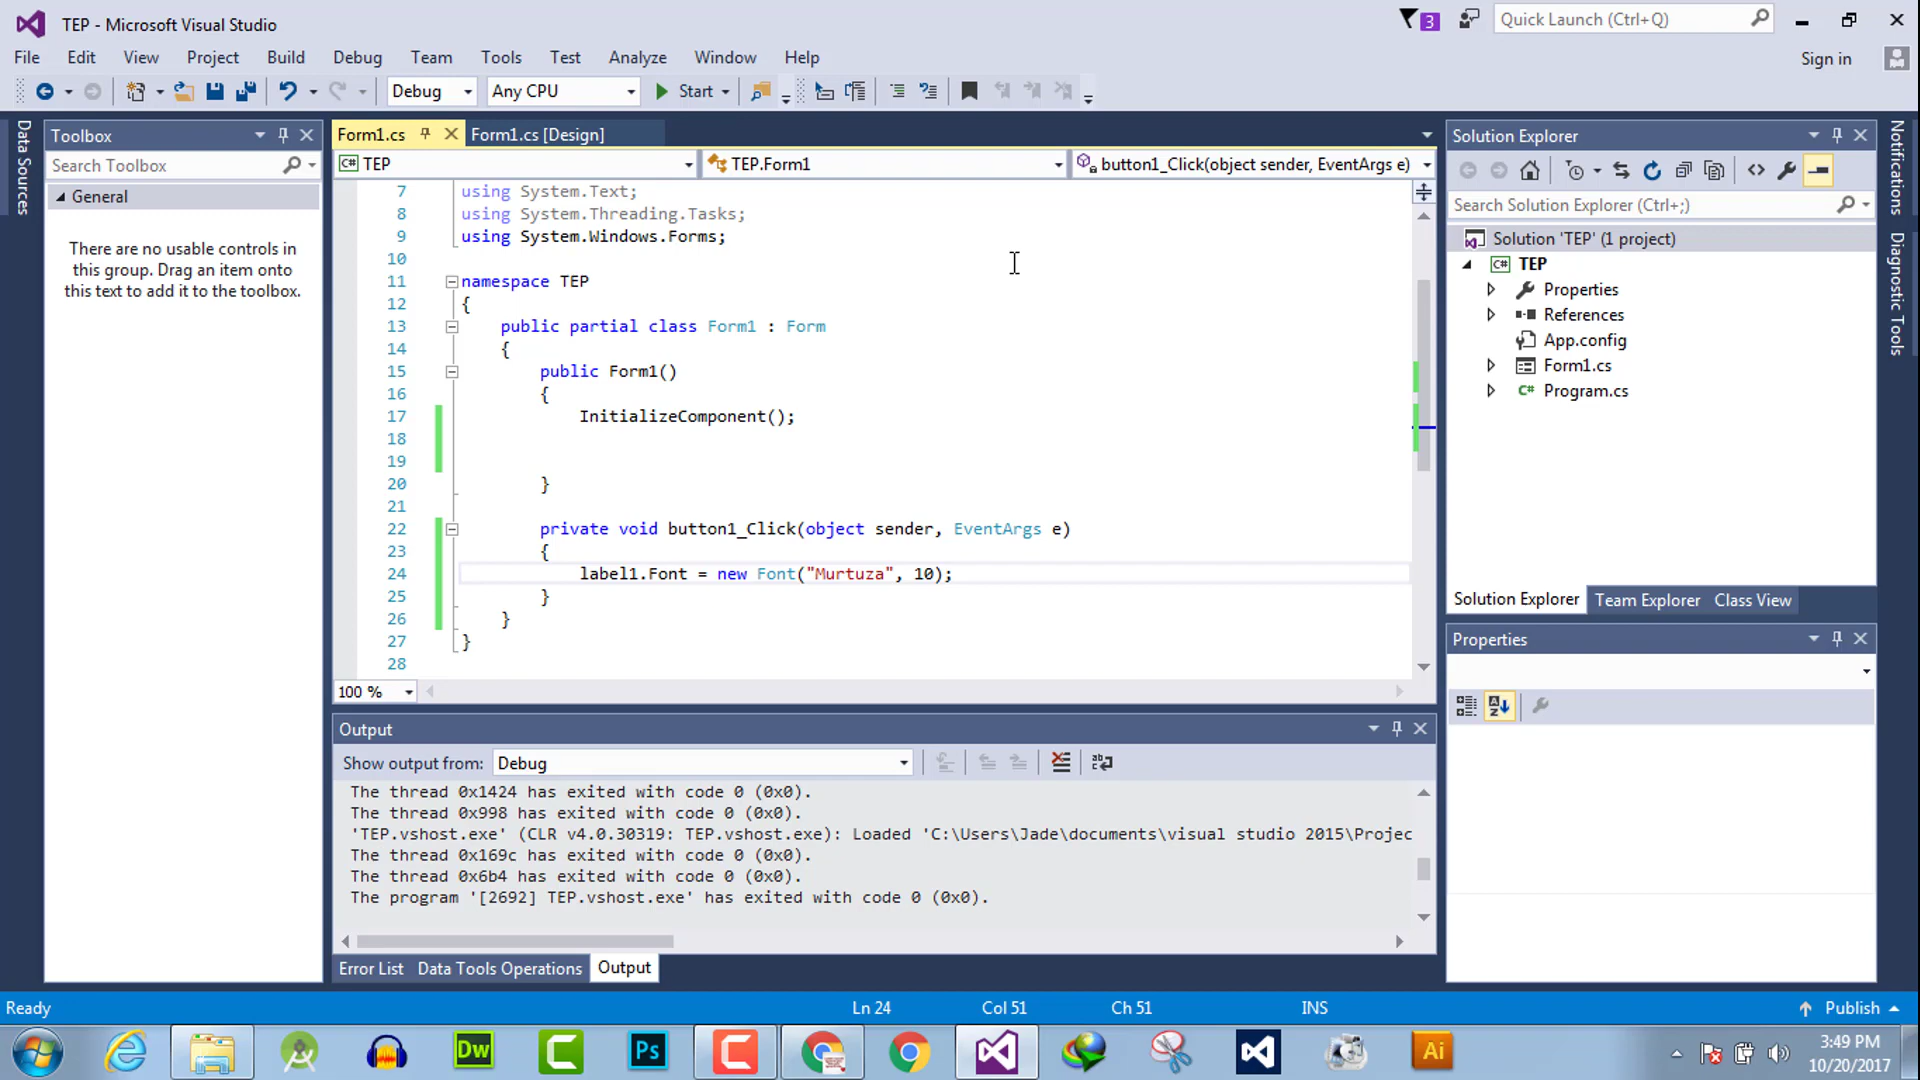 TEP - Microsoft Visual Studio
3
Quick Launch (Ctrl+Q)
File Edit View Project Build Debug Team Tools Test Analyze Window Help
Sign in
Debug Any CPU Start
Data Sources
Toolbox
Search Toolbox
General
There are no usable controls in
this group. Drag an item onto
this text to add it to the toolbox.
Form1.cs Form1.cs [Design]
TEP TEP.Form1 button1_Click(object sender, EventArgs e)
7 using System.Text;
8 using System.Threading.Tasks;
9 using System.Windows.Forms;
10
11 namespace TEP
12 {
13 public partial class Form1 : Form
14 {
15 public Form1()
16 {
17 InitializeComponent();
18
19
20 }
21
22 private void button1_Click(object sender, EventArgs e)
23 {
24 label1.Font = new Font("Murtuza", 10);
25 }
26 }
27 }
28
100 %
Output
Show output from: Debug
The thread 0x1424 has exited with code 0 (0x0).
The thread 0x998 has exited with code 0 (0x0).
'TEP.vshost.exe' (CLR v4.0.30319: TEP.vshost.exe): Loaded 'C:\Users\Jade\documents\visual studio 2015\Projec
The thread 0x169c has exited with code 0 (0x0).
The thread 0x6b4 has exited with code 0 (0x0).
The program '[2692] TEP.vshost.exe' has exited with code 0 (0x0).
Error List Data Tools Operations Output
Solution Explorer
Search Solution Explorer (Ctrl+;)
Solution 'TEP' (1 project)
C# TEP
Properties
References
App.config
Form1.cs
C# Program.cs
Solution Explorer Team Explorer Class View
Properties
Notifications
Diagnostic Tools
Ready Ln 24 Col 51 Ch 51 INS Publish
Dw
Ps
Ai
3:49 PM
10/20/2017